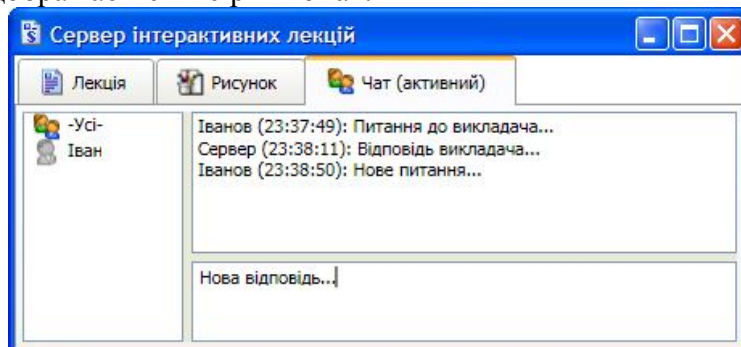 Сервер інтерактивних лекцій
Лекція
Рисунок
Чат (активний)
-Усі-
Іван
Іванов (23:37:49): Питання до викладача...
Сервер (23:38:11): Відповідь викладача...
Іванов (23:38:50): Нове питання...
Нова відповідь...